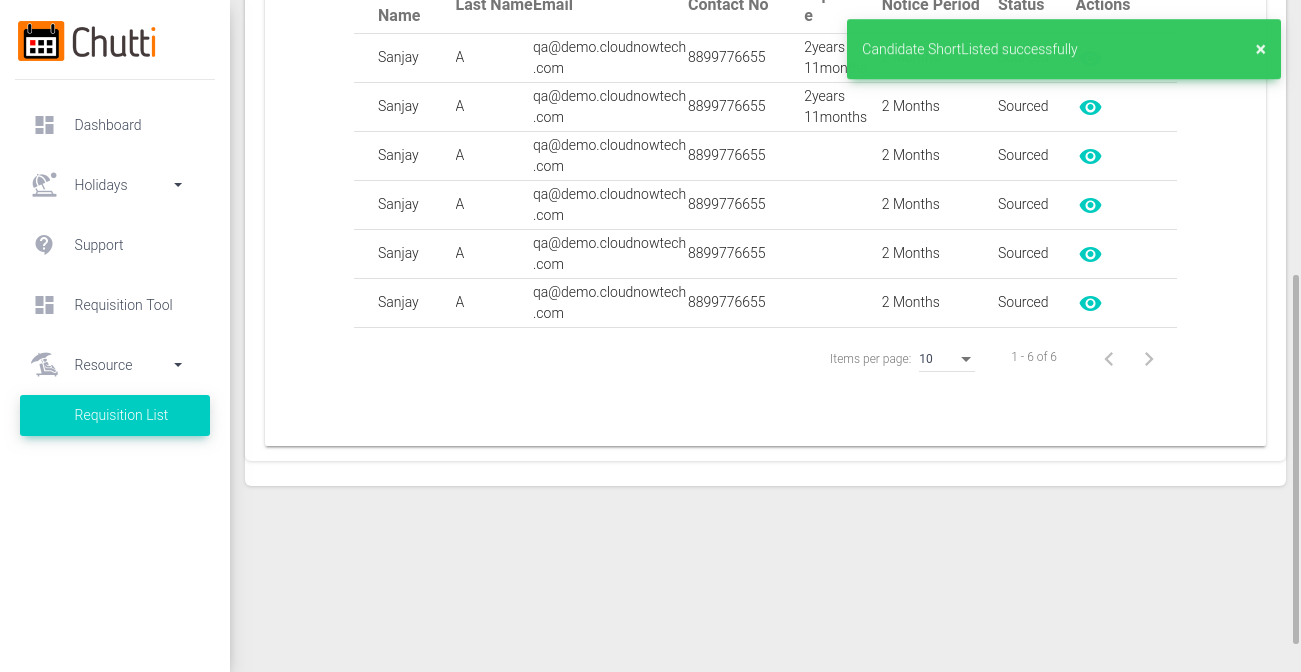 Chutti
Dashboard
Holidays
Support
Requisition Tool
Resource
Requisition List
Name Last Name Email Contact No e Notice Period Status Actions
Candidate ShortListed successfully ×
Sanjay A qa@demo.cloudnowtech 8899776655 2years
.com 11mon
Sanjay A qa@demo.cloudnowtech 8899776655 2years 2 Months Sourced
.com 11months
Sanjay A qa@demo.cloudnowtech 8899776655 2 Months Sourced
.com
Sanjay A qa@demo.cloudnowtech 8899776655 2 Months Sourced
.com
Sanjay A qa@demo.cloudnowtech 8899776655 2 Months Sourced
.com
Sanjay A qa@demo.cloudnowtech 8899776655 2 Months Sourced
.com
Items per page: 10 1 - 6 of 6